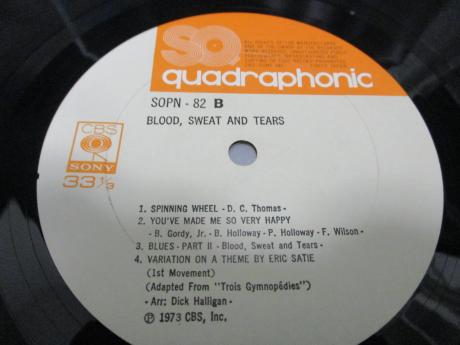 SQ
quadraphonic
SOPN - 82 B
BLOOD, SWEAT AND TEARS
CBS
SONY
33 1/3
1. SPINNING WHEEL - D. C. Thomas-
2. YOU'VE MADE ME SO VERY HAPPY
- B. Gordy, Jr. - B. Holloway - P. Holloway - F. Wilson -
3. BLUES - PART II - Blood, Sweat and Tears -
4. VARIATION ON A THEME BY ERIC SATIE
(1st Movement)
(Adapted From "Trois Gymnopédies")
- Arr: Dick Halligan -
Ⓟ 1973 CBS, Inc.